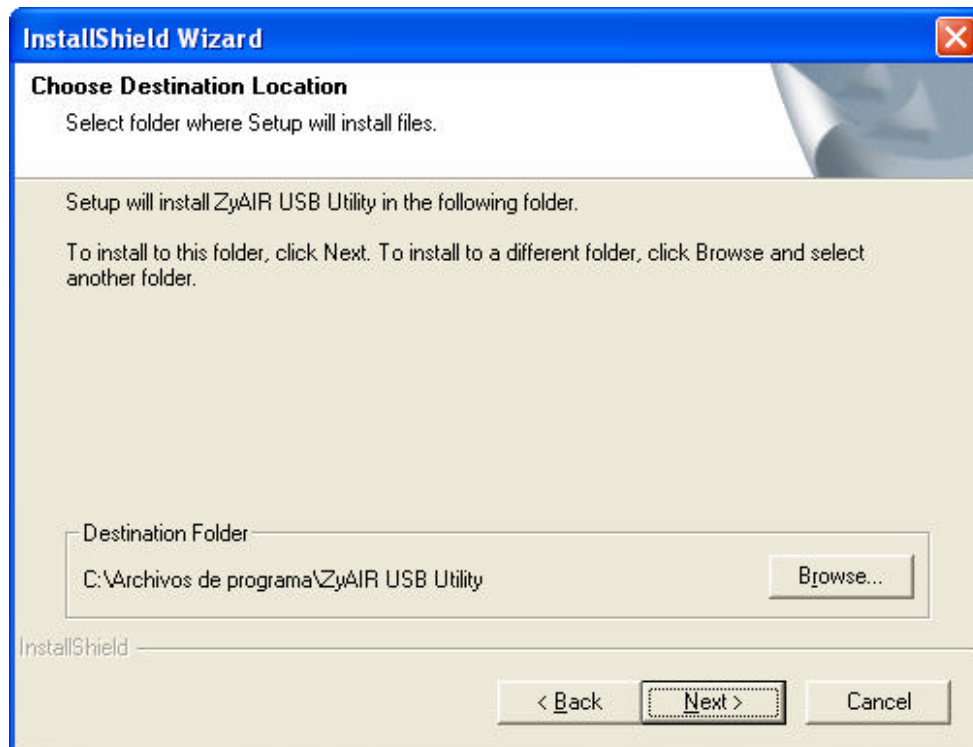 InstallShield Wizard
Choose Destination Location
Select folder where Setup will install files.
Setup will install ZyAIR USB Utility in the following folder.
To install to this folder, click Next. To install to a different folder, click Browse and select
another folder.
Destination Folder
C:\Archivos de programa\ZyAIR USB Utility
Browse...
InstallShield
< Back
Next >
Cancel